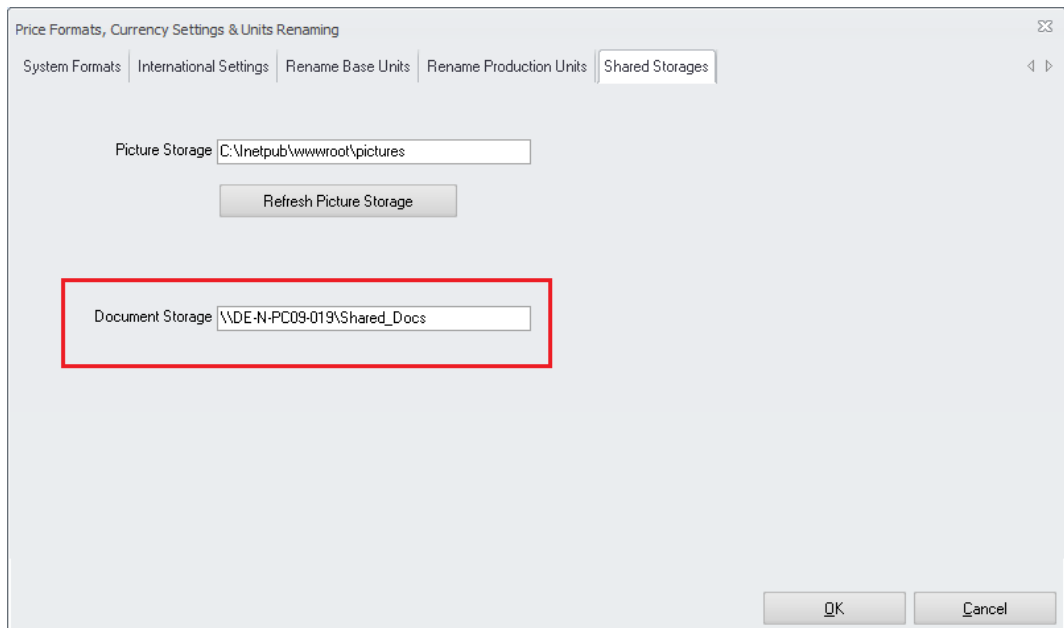 Price Formats, Currency Settings & Units Renaming
System Formats International Settings Rename Base Units Rename Production Units Shared Storages
Picture Storage C:\Inetpub\wwwroot\pictures
Refresh Picture Storage
Document Storage \\DE-N-PC09-019\Shared_Docs
OK Cancel